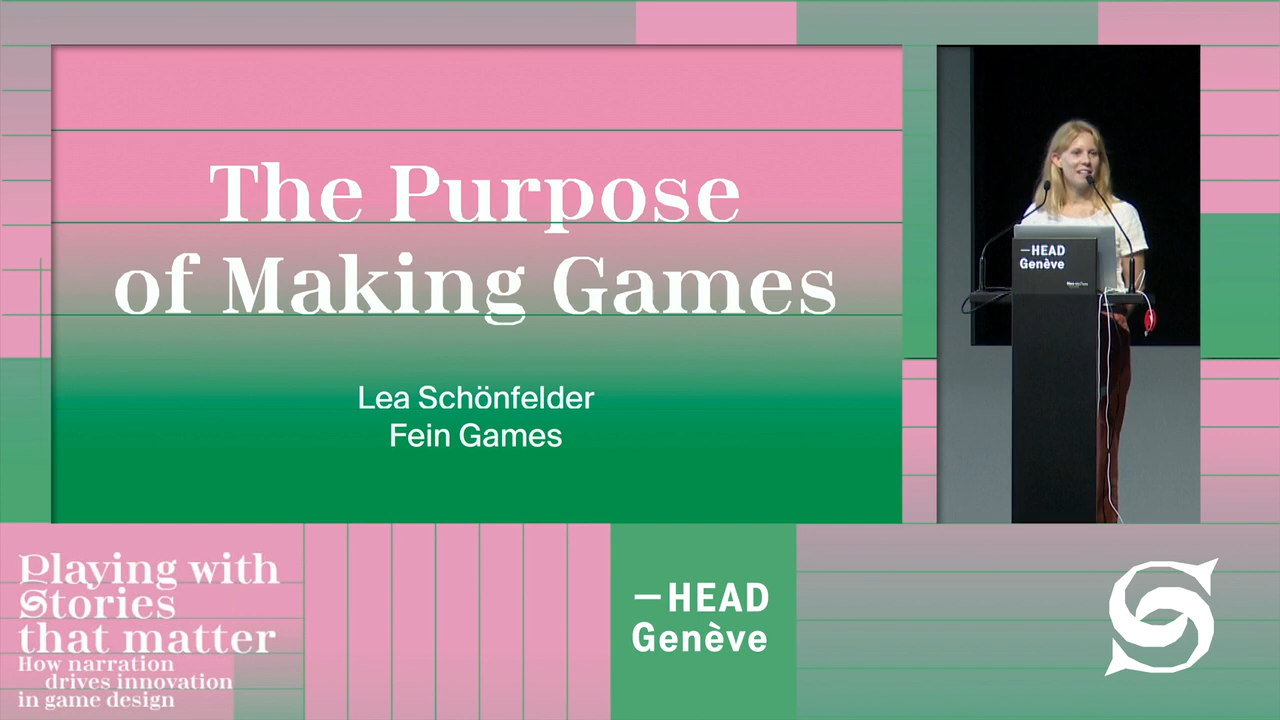 The Purpose
of Making Games
Lea Schönfelder
Fein Games
—HEAD
Genève
Playing with
Stories
that matter
How narration
drives innovation
in game design
—HEAD
Genève